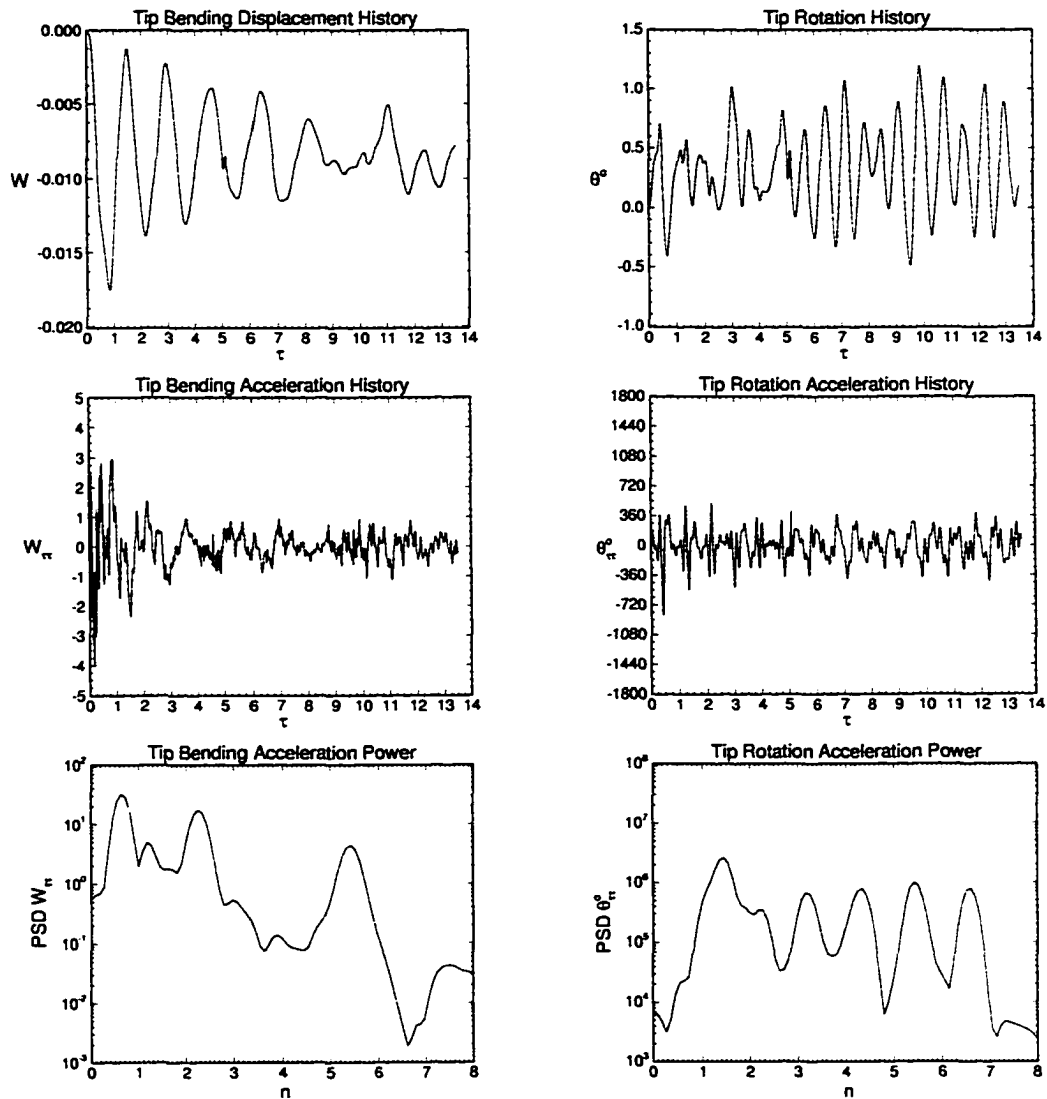 Tip Bending Displacement History
0.000
-0.005
-0.010
-0.015
-0.020
W
0 1 2 3 4 5 6 7 8 9 10 11 12 13 14
τ
Tip Rotation History
1.5
1.0
0.5
0.0
-0.5
-1.0
θ°
0 1 2 3 4 5 6 7 8 9 10 11 12 13 14
τ
Tip Bending Acceleration History
5
4
3
2
1
0
-1
-2
-3
-4
-5
Wττ
0 1 2 3 4 5 6 7 8 9 10 11 12 13 14
τ
Tip Rotation Acceleration History
1800
1440
1080
720
360
0
-360
-720
-1080
-1440
-1800
θ°ττ
0 1 2 3 4 5 6 7 8 9 10 11 12 13 14
τ
Tip Bending Acceleration Power
10²
10¹
10⁰
10⁻¹
10⁻²
10⁻³
PSD Wττ
0 1 2 3 4 5 6 7 8
n
Tip Rotation Acceleration Power
10⁸
10⁷
10⁶
10⁵
10⁴
10³
PSD θ°ττ
0 1 2 3 4 5 6 7 8
n